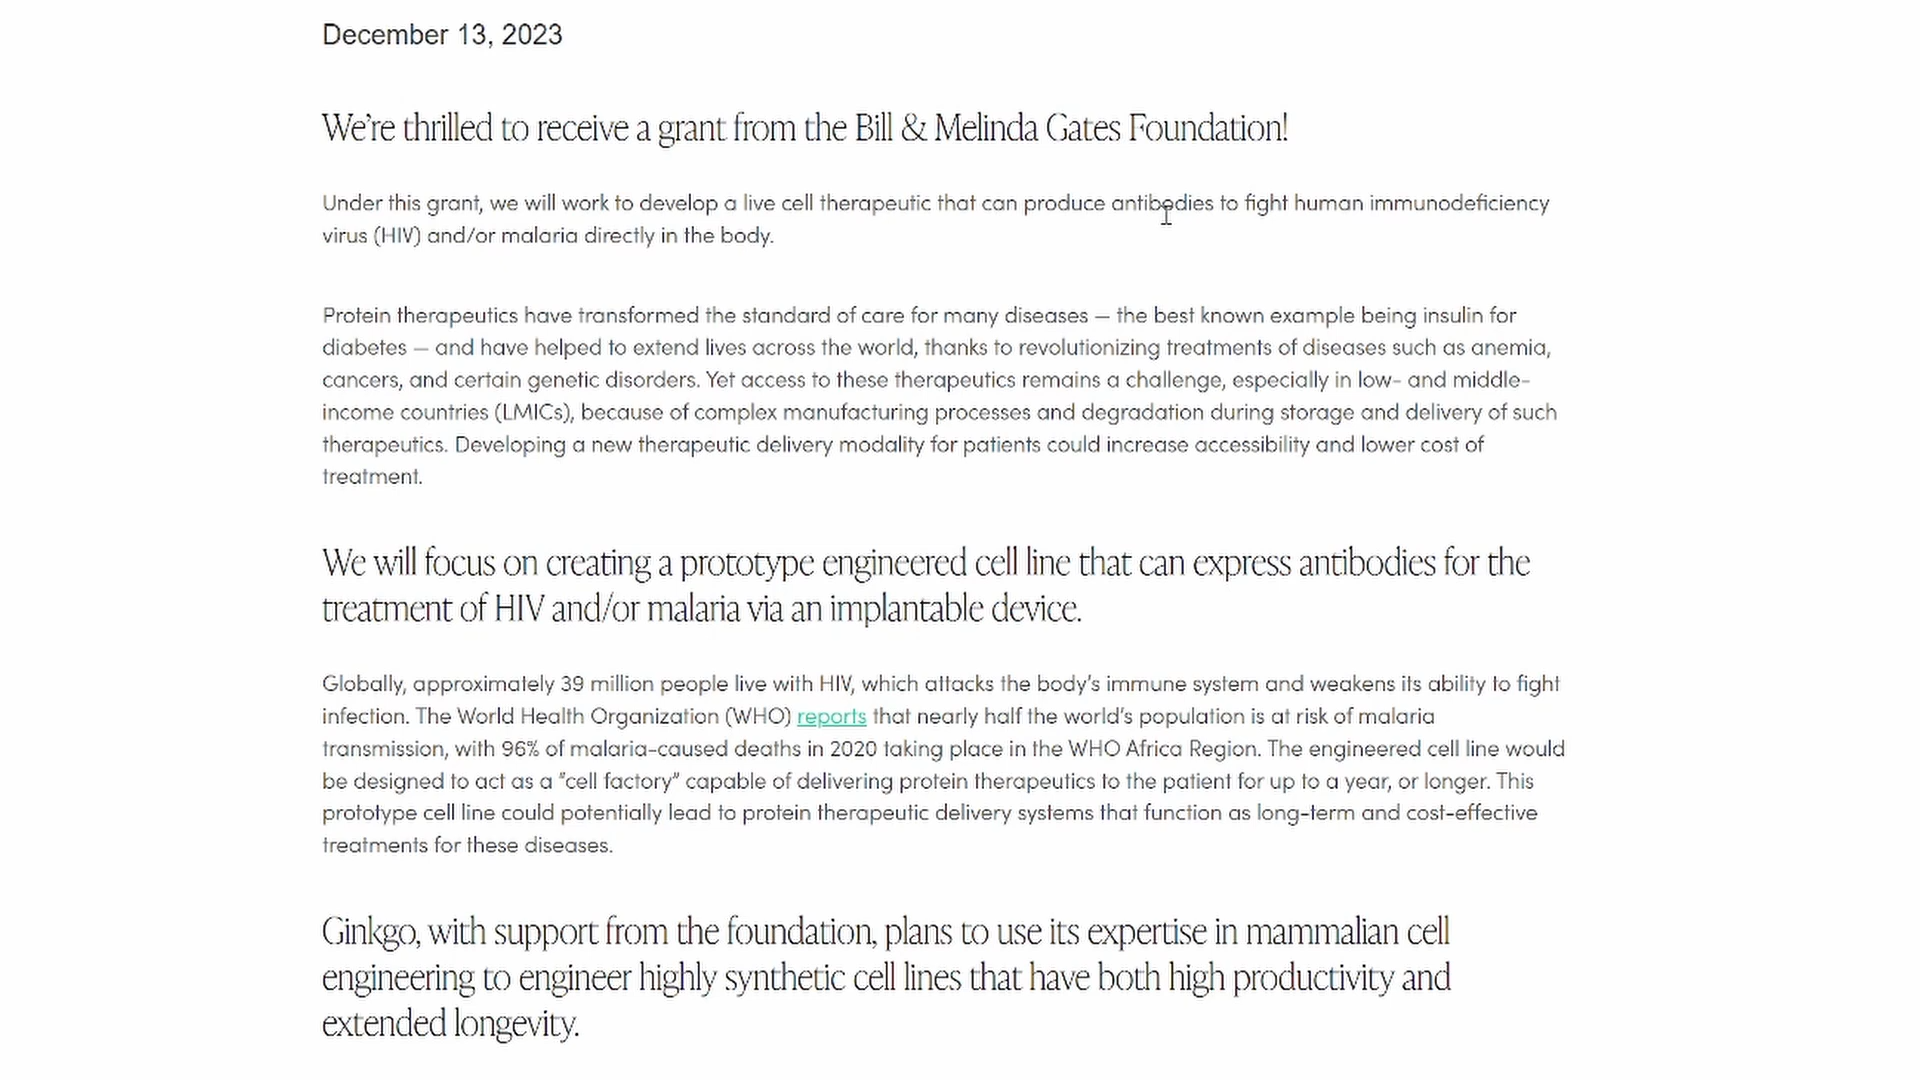 December 13, 2023
We're thrilled to receive a grant from the Bill & Melinda Gates Foundation!
Under this grant, we will work to develop a live cell therapeutic that can produce antibodies to fight human immunodeficiency
virus (HIV) and/or malaria directly in the body.
Protein therapeutics have transformed the standard of care for many diseases — the best known example being insulin for
diabetes — and have helped to extend lives across the world, thanks to revolutionizing treatments of diseases such as anemia,
cancers, and certain genetic disorders. Yet access to these therapeutics remains a challenge, especially in low- and middle-
income countries (LMICs), because of complex manufacturing processes and degradation during storage and delivery of such
therapeutics. Developing a new therapeutic delivery modality for patients could increase accessibility and lower cost of
treatment.
We will focus on creating a prototype engineered cell line that can express antibodies for the
treatment of HIV and/or malaria via an implantable device.
Globally, approximately 39 million people live with HIV, which attacks the body's immune system and weakens its ability to fight
infection. The World Health Organization (WHO) reports that nearly half the world's population is at risk of malaria
transmission, with 96% of malaria-caused deaths in 2020 taking place in the WHO Africa Region. The engineered cell line would
be designed to act as a "cell factory" capable of delivering protein therapeutics to the patient for up to a year, or longer. This
prototype cell line could potentially lead to protein therapeutic delivery systems that function as long-term and cost-effective
treatments for these diseases.
Ginkgo, with support from the foundation, plans to use its expertise in mammalian cell
engineering to engineer highly synthetic cell lines that have both high productivity and
extended longevity.